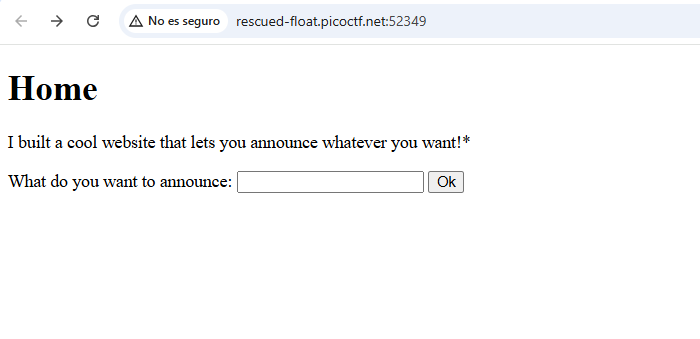 No es seguro rescued-float.picoctf.net:52349
Home
I built a cool website that lets you announce whatever you want!*
What do you want to announce: Ok